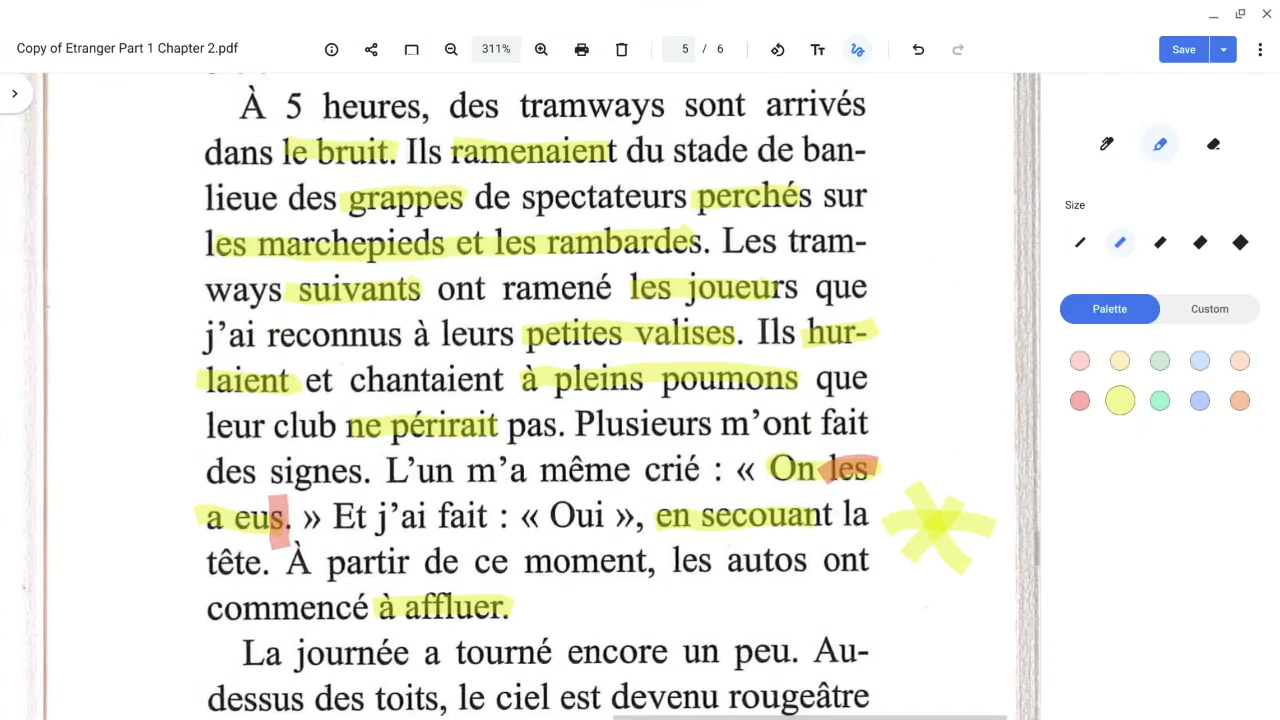 Copy of Etranger Part 1 Chapter 2.pdf
311%
5 / 6
Save
À 5 heures, des tramways sont arrivés
dans le bruit. Ils ramenaient du stade de ban-
lieue des grappes de spectateurs perchés sur
les marchepieds et les rambardes. Les tram-
ways suivants ont ramené les joueurs que
j'ai reconnus à leurs petites valises. Ils hur-
laient et chantaient à pleins poumons que
leur club ne périrait pas. Plusieurs m'ont fait
des signes. L'un m'a même crié : « On les
a eus. » Et j'ai fait : « Oui », en secouant la
tête. À partir de ce moment, les autos ont
commencé à affluer.
La journée a tourné encore un peu. Au-
dessus des toits, le ciel est devenu rougeâtre
Size
Palette
Custom